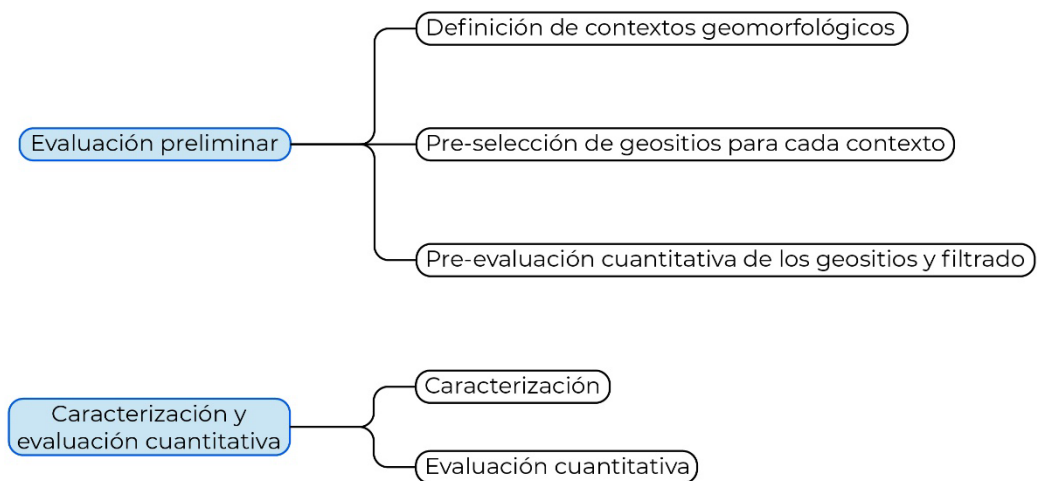 Definición de contextos geomorfológicos
Evaluación preliminar
Pre-selección de geositios para cada contexto
Pre-evaluación cuantitativa de los geositios y filtrado
Caracterización
Caracterización y
evaluación cuantitativa
Evaluación cuantitativa